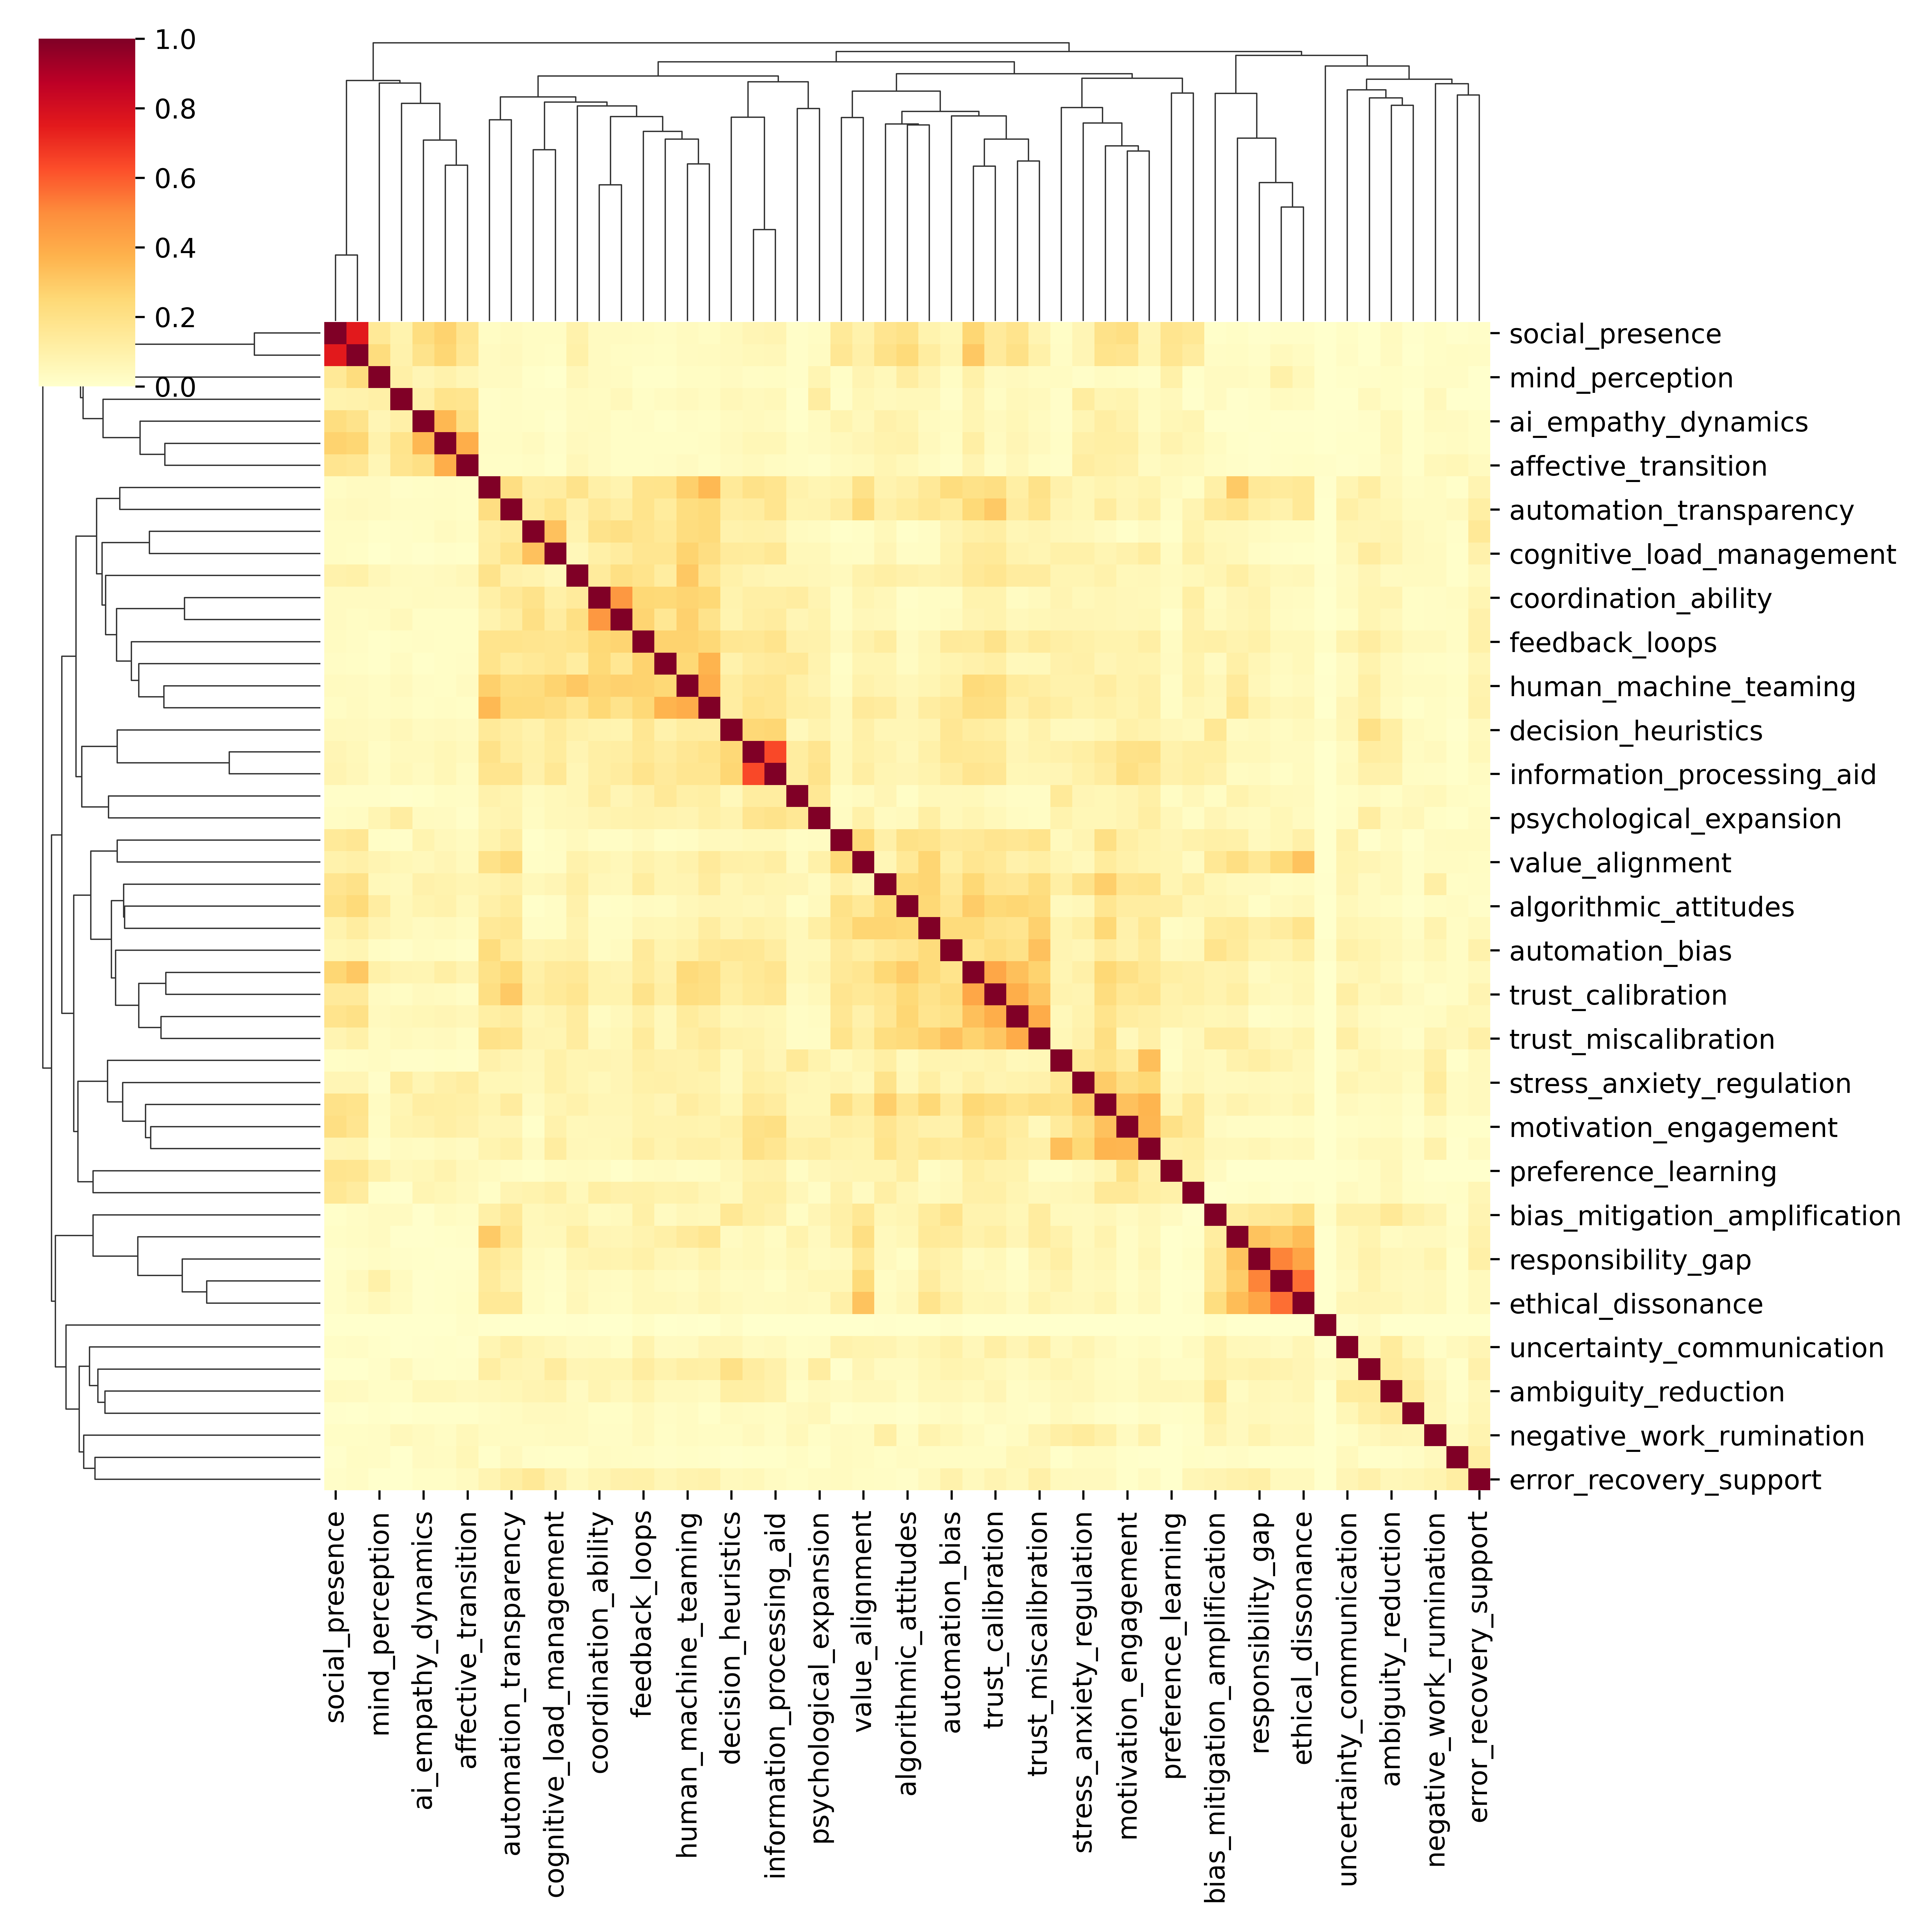 1.0
0.8
0.6
0.4
0.2
0.0
social_presence
mind_perception
ai_empathy_dynamics
affective_transition
automation_transparency
cognitive_load_management
coordination_ability
feedback_loops
human_machine_teaming
decision_heuristics
information_processing_aid
psychological_expansion
value_alignment
algorithmic_attitudes
automation_bias
trust_calibration
trust_miscalibration
stress_anxiety_regulation
motivation_engagement
preference_learning
bias_mitigation_amplification
responsibility_gap
ethical_dissonance
uncertainty_communication
ambiguity_reduction
negative_work_rumination
error_recovery_support
social_presence
mind_perception
ai_empathy_dynamics
affective_transition
automation_transparency
cognitive_load_management
coordination_ability
feedback_loops
human_machine_teaming
decision_heuristics
information_processing_aid
psychological_expansion
value_alignment
algorithmic_attitudes
automation_bias
trust_calibration
trust_miscalibration
stress_anxiety_regulation
motivation_engagement
preference_learning
bias_mitigation_amplification
responsibility_gap
ethical_dissonance
uncertainty_communication
ambiguity_reduction
negative_work_rumination
error_recovery_support